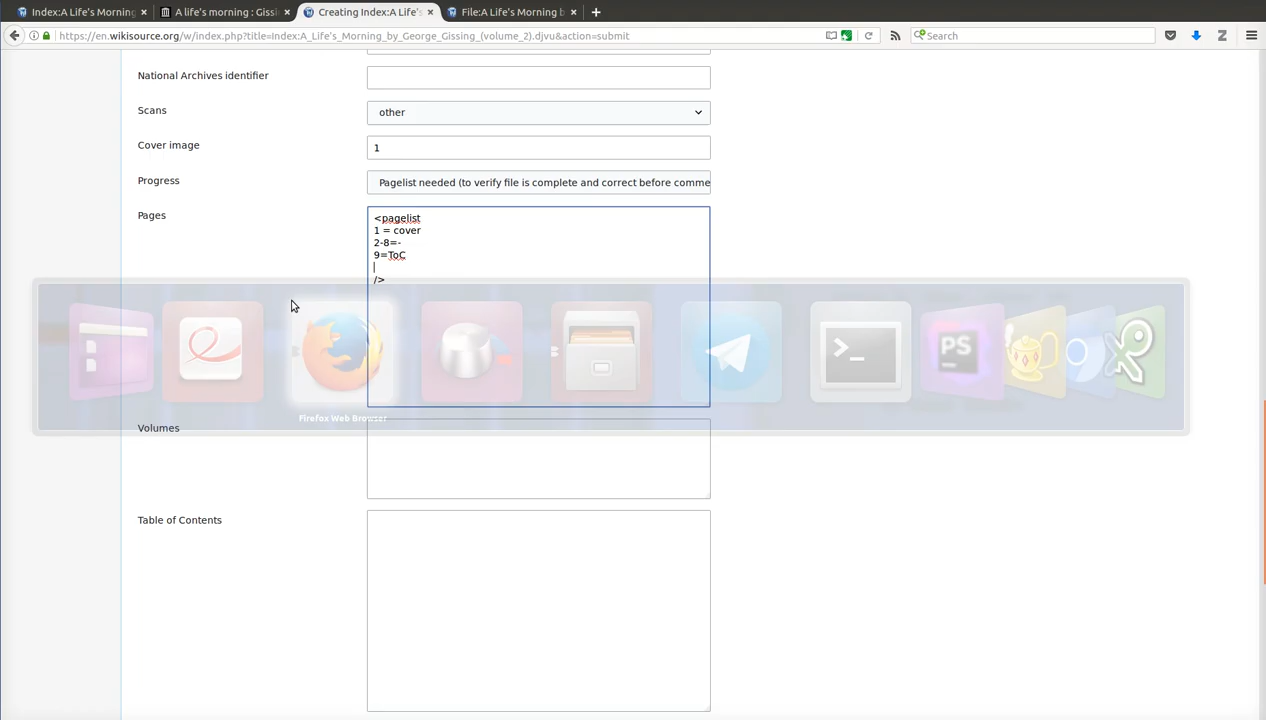 Index:A Life's Morning
A life's morning : Gissi
Creating Index:A Life's
File:A Life's Morning b
https://en.wikisource.org/w/index.php?title=Index:A_Life's_Morning_by_George_Gissing_(volume_2).djvu&action=submit
Search
National Archives identifier
Scans
other
Cover image
1
Progress
Pagelist needed (to verify file is complete and correct before comme
Pages
<pagelist
1 = cover
2-8=-
9=ToC
/>
PS
Firefox Web Browser
Volumes
Table of Contents